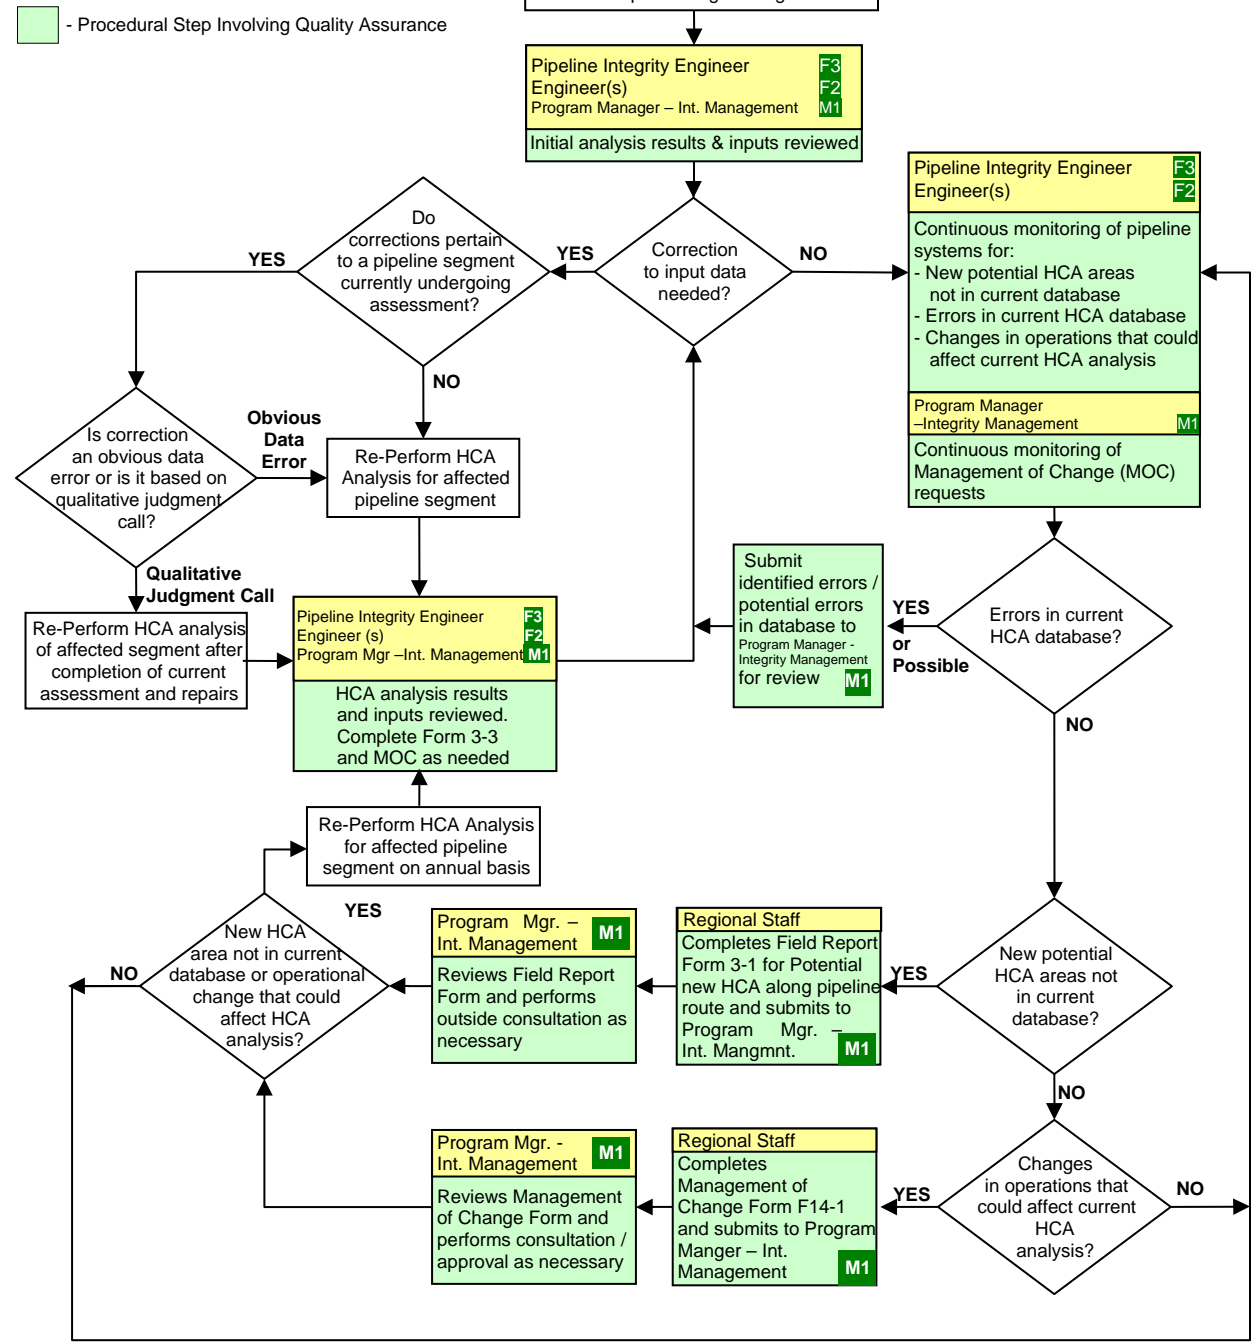 - Procedural Step Involving Quality Assurance
Pipeline Integrity Engineer F3
Engineer(s) F2
Program Manager – Int. Management M1
Initial analysis results & inputs reviewed
Pipeline Integrity Engineer F3
Engineer(s) F2
Continuous monitoring of pipeline
systems for:
- New potential HCA areas
not in current database
- Errors in current HCA database
- Changes in operations that could
affect current HCA analysis
Program Manager
–Integrity Management M1
Continuous monitoring of
Management of Change (MOC)
requests
Correction
to input data
needed?
YES
NO
Do
corrections pertain
to a pipeline segment
currently undergoing
assessment?
YES
NO
Is correction
an obvious data
error or is it based on
qualitative judgment
call?
Obvious
Data
Error
Qualitative
Judgment Call
Re-Perform HCA
Analysis for affected
pipeline segment
Re-Perform HCA analysis
of affected segment after
completion of current
assessment and repairs
Pipeline Integrity Engineer F3
Engineer (s) F2
Program Mgr –Int. Management M1
HCA analysis results
and inputs reviewed.
Complete Form 3-3
and MOC as needed
Submit
identified errors /
potential errors
in database to
Program Manager -
Integrity Management
for review M1
YES
or
Possible
Errors in current
HCA database?
NO
Re-Perform HCA Analysis
for affected pipeline
segment on annual basis
YES
New HCA
area not in current
database or operational
change that could
affect HCA
analysis?
NO
Program Mgr. –
Int. Management M1
Reviews Field Report
Form and performs
outside consultation as
necessary
Regional Staff
Completes Field Report
Form 3-1 for Potential
new HCA along pipeline
route and submits to
Program Mgr. –
Int. Mangmnt. M1
YES
New potential
HCA areas not
in current
database?
NO
Program Mgr. -
Int. Management M1
Reviews Management
of Change Form and
performs consultation /
approval as necessary
Regional Staff
Completes
Management of
Change Form F14-1
and submits to Program
Manger – Int.
Management M1
YES
Changes
in operations that
could affect current
HCA
analysis?
NO